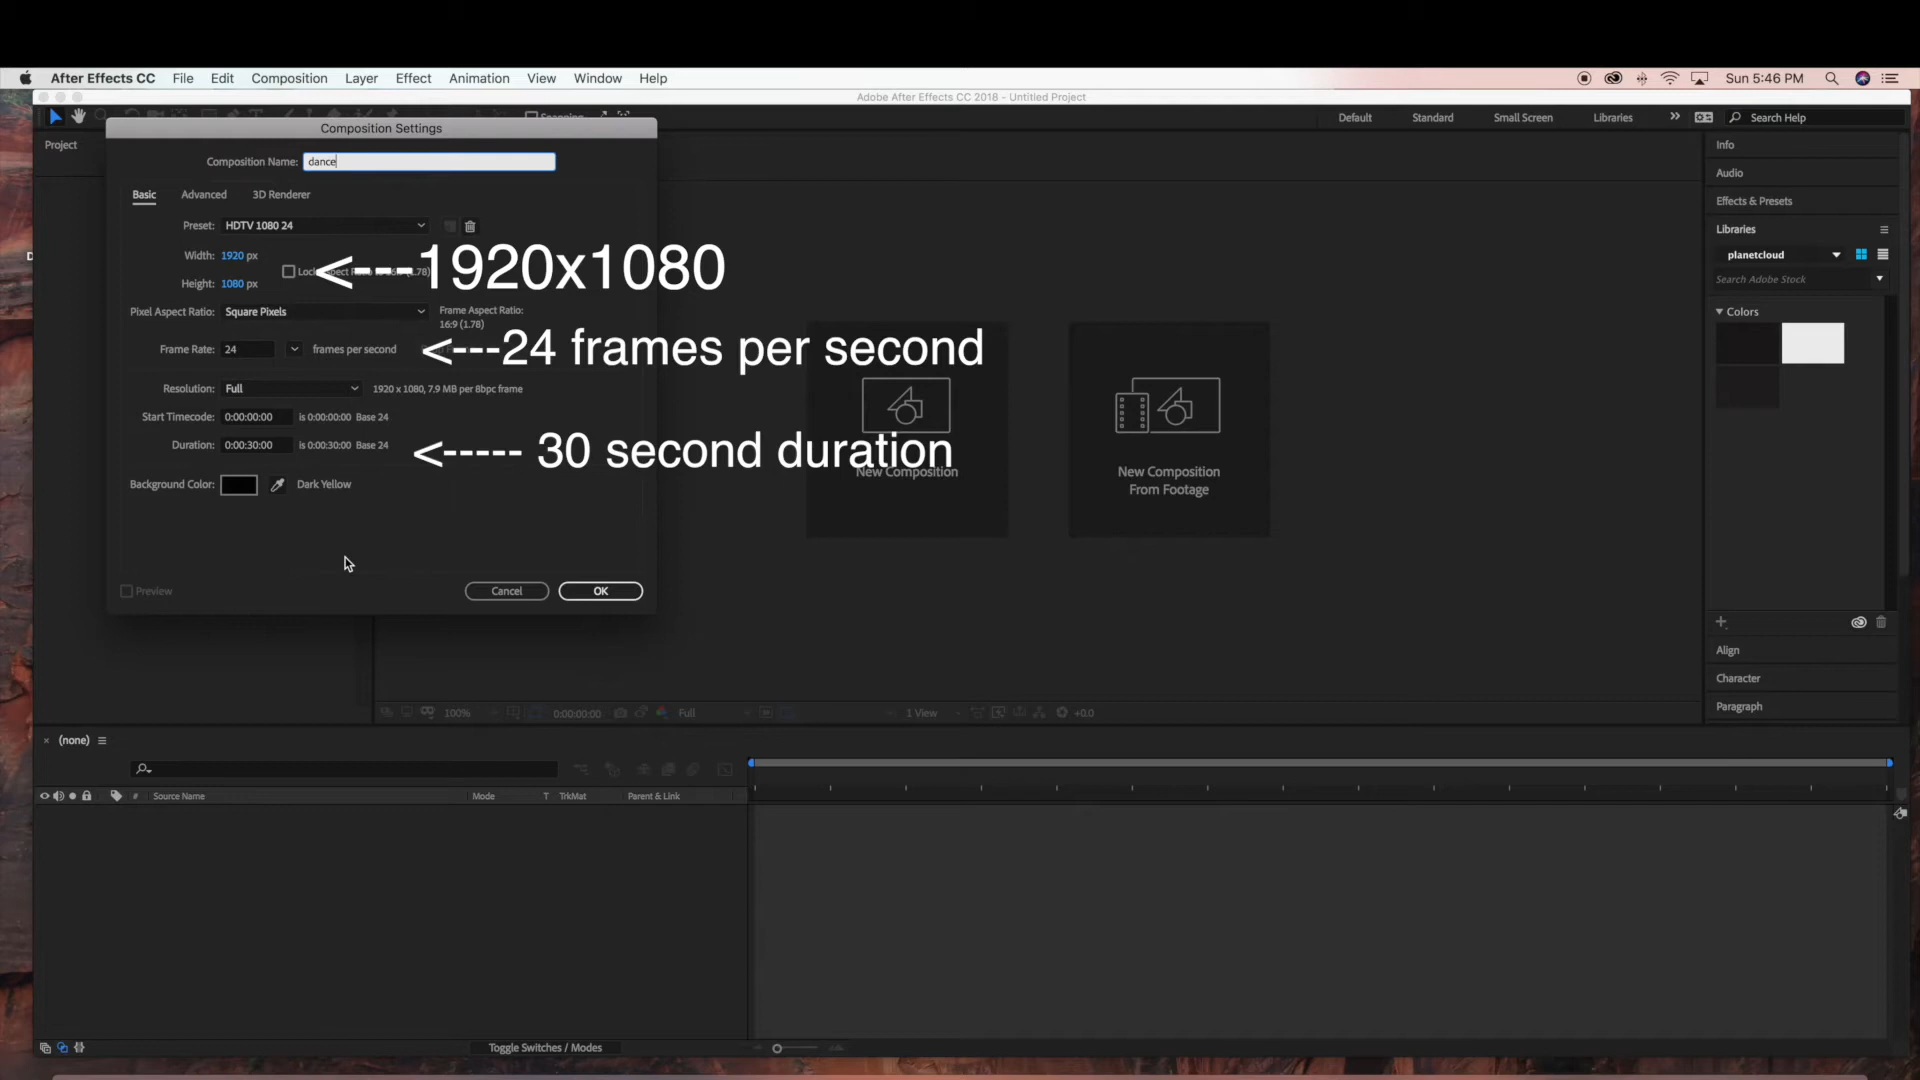 After Effects CC File Edit Composition Layer Effect Animation View Window Help Sun 5:46 PM
Adobe After Effects CC 2018 - Untitled Project
Snapping Default Standard Small Screen Libraries >> Search Help
Project
Composition Settings
Composition Name: dance
Basic Advanced 3D Renderer
Preset: HDTV 1080 24
Width: 1920 px
<---1920x1080
Height: 1080 px
Pixel Aspect Ratio: Square Pixels
Frame Aspect Ratio:
16:9 (1.78)
Frame Rate: 24 frames per second
<---24 frames per second
Resolution: Full 1920 x 1080, 7.9 MB per 8bpc frame
Start Timecode: 0:00:00:00 is 0:00:00:00 Base 24
Duration: 0:00:30:00 is 0:00:30:00 Base 24
<----- 30 second duration
Background Color: Dark Yellow
Preview Cancel OK
New Composition
New Composition
From Footage
Info
Audio
Effects & Presets
Libraries
planetcloud
Search Adobe Stock
Colors
Align
Character
Paragraph
100% 0:00:00:00 Full 1 View +0.0
(none)
# Source Name Mode T TrkMat Parent & Link
Toggle Switches / Modes